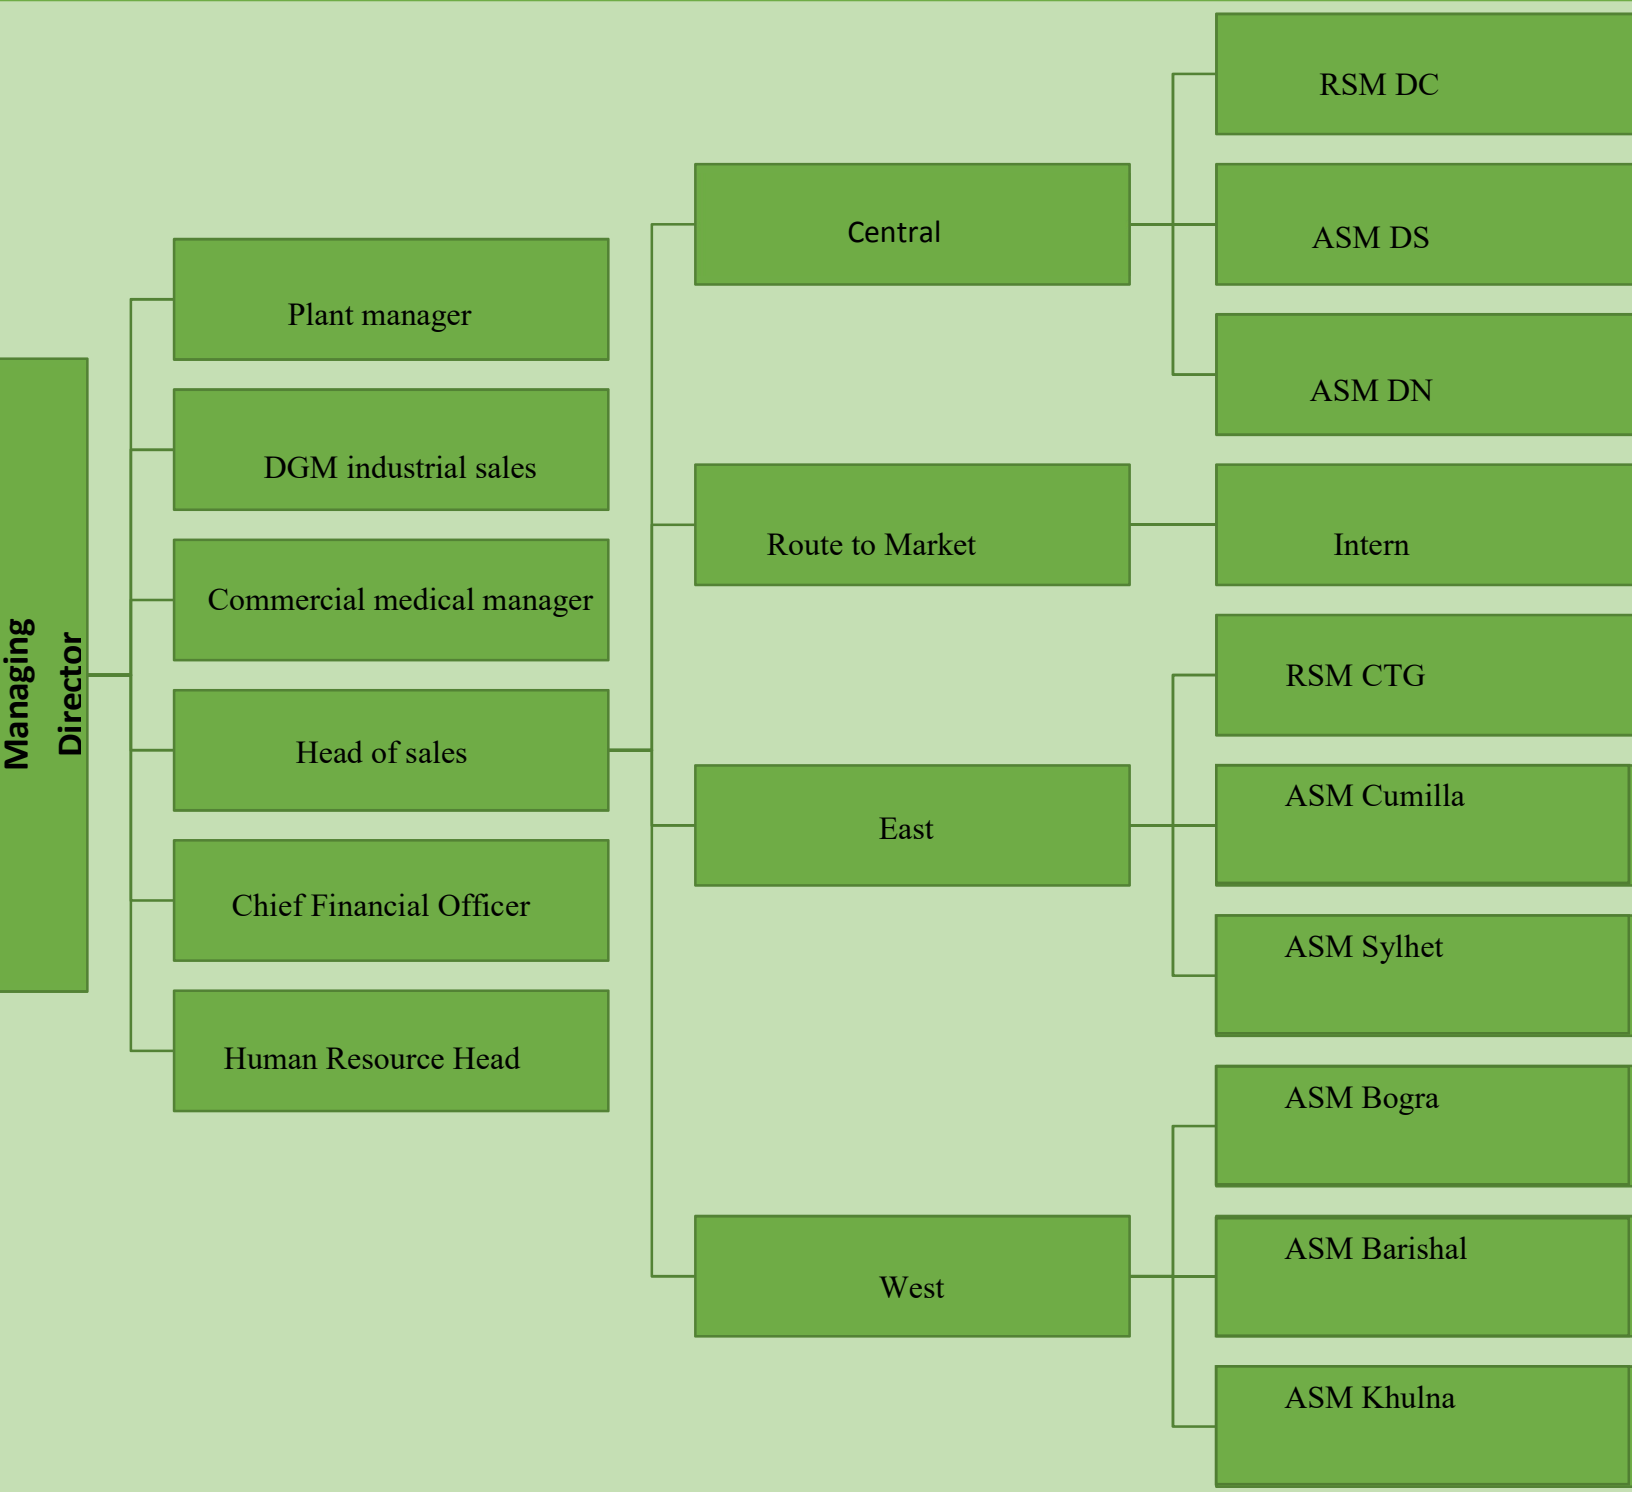 Managing
Director
Plant manager
DGM industrial sales
Commercial medical manager
Head of sales
Chief Financial Officer
Human Resource Head
Central
Route to Market
East
West
RSM DC
ASM DS
ASM DN
Intern
RSM CTG
ASM Cumilla
ASM Sylhet
ASM Bogra
ASM Barishal
ASM Khulna